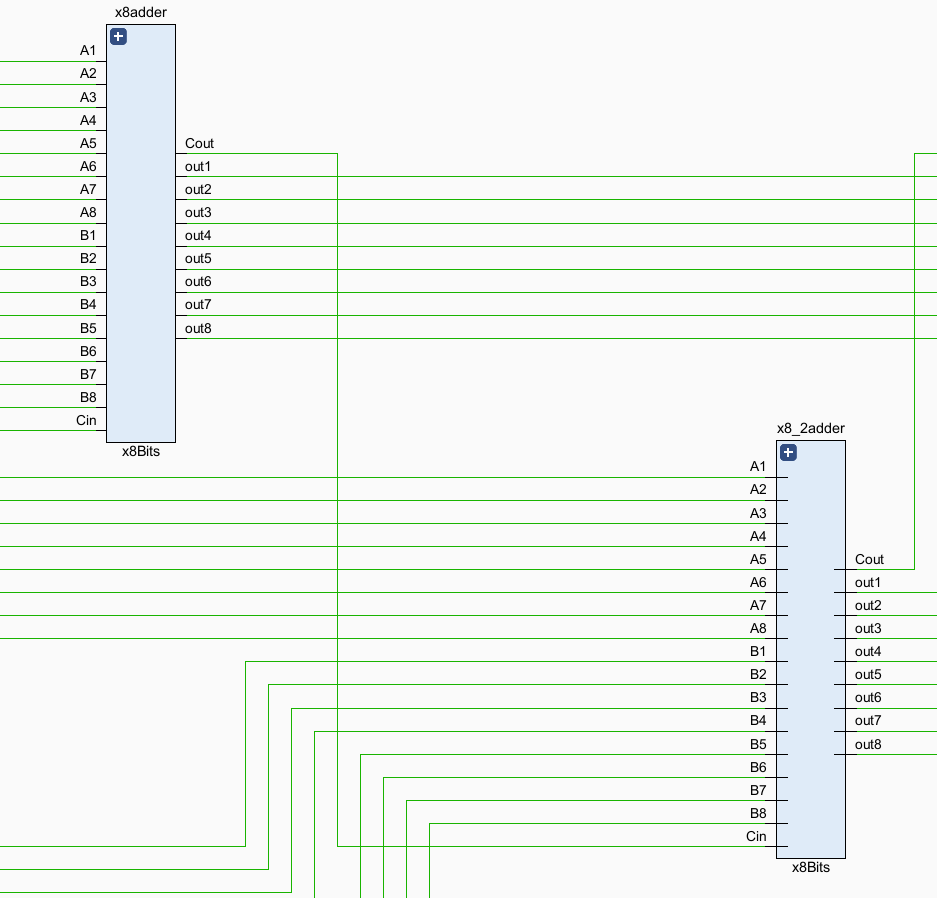 x8adder
A1
A2
A3
A4
A5
A6
A7
A8
B1
B2
B3
B4
B5
B6
B7
B8
Cin
Cout
out1
out2
out3
out4
out5
out6
out7
out8
x8Bits
x8_2adder
A1
A2
A3
A4
A5
A6
A7
A8
B1
B2
B3
B4
B5
B6
B7
B8
Cin
Cout
out1
out2
out3
out4
out5
out6
out7
out8
x8Bits